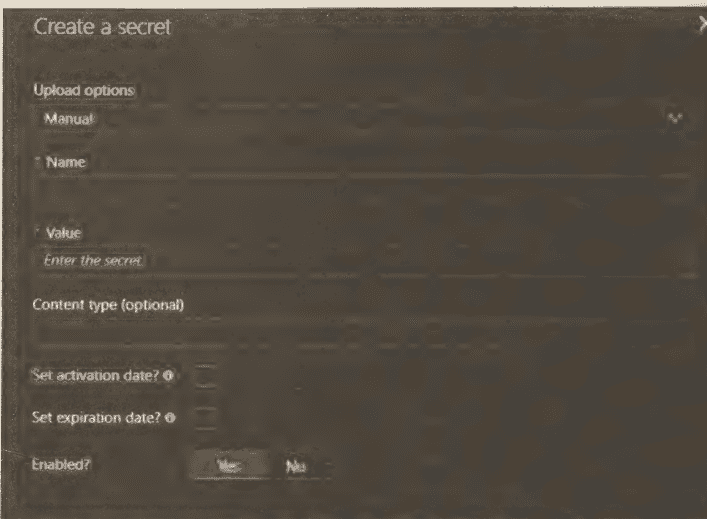 Create a secret
Upload options
Manual
* Name
* Value
Enter the secret.
Content type (optional)
Set activation date?
Set expiration date?
Enabled?
Yes No